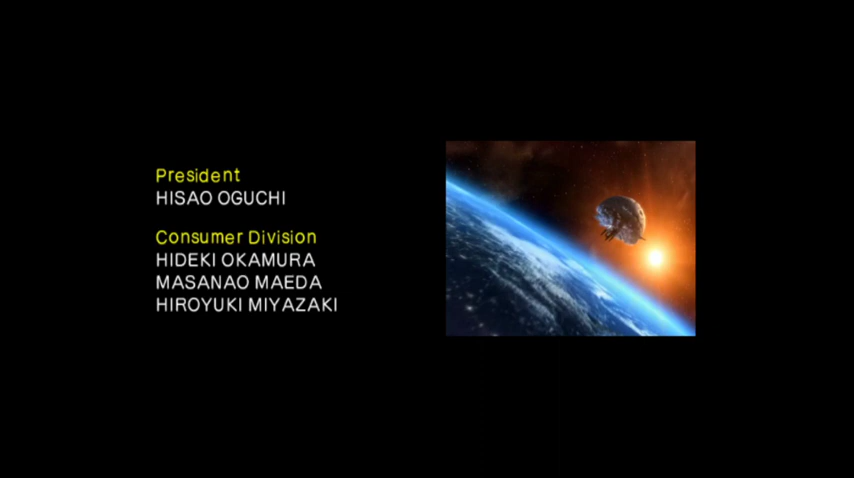 President
HISAO OGUCHI
Consumer Division
HIDEKI OKAMURA
MASANAO MAEDA
HIROYUKI MIYAZAKI